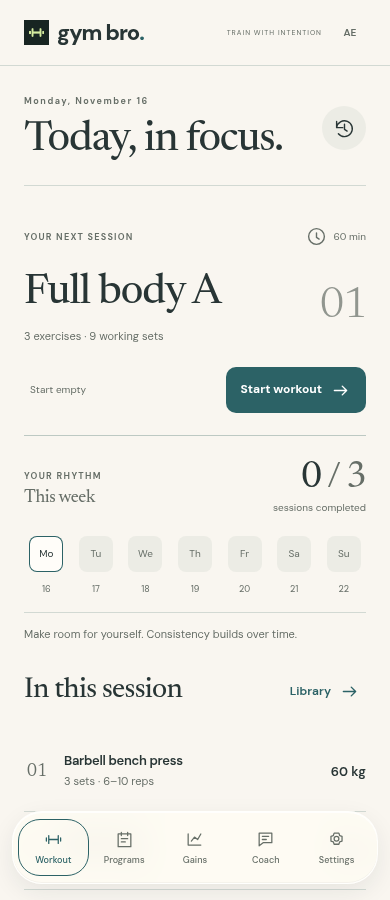 gym bro.
TRAIN WITH INTENTION
AE
Monday, November 16
Today, in focus.
YOUR NEXT SESSION
60 min
Full body A
01
3 exercises · 9 working sets
Start empty
Start workout →
YOUR RHYTHM
This week
0 / 3
sessions completed
Mo Tu We Th Fr Sa Su
16 17 18 19 20 21 22
Make room for yourself. Consistency builds over time.
In this session
Library →
01
Barbell bench press
3 sets · 6–10 reps
60 kg
Workout Programs Gains Coach Settings